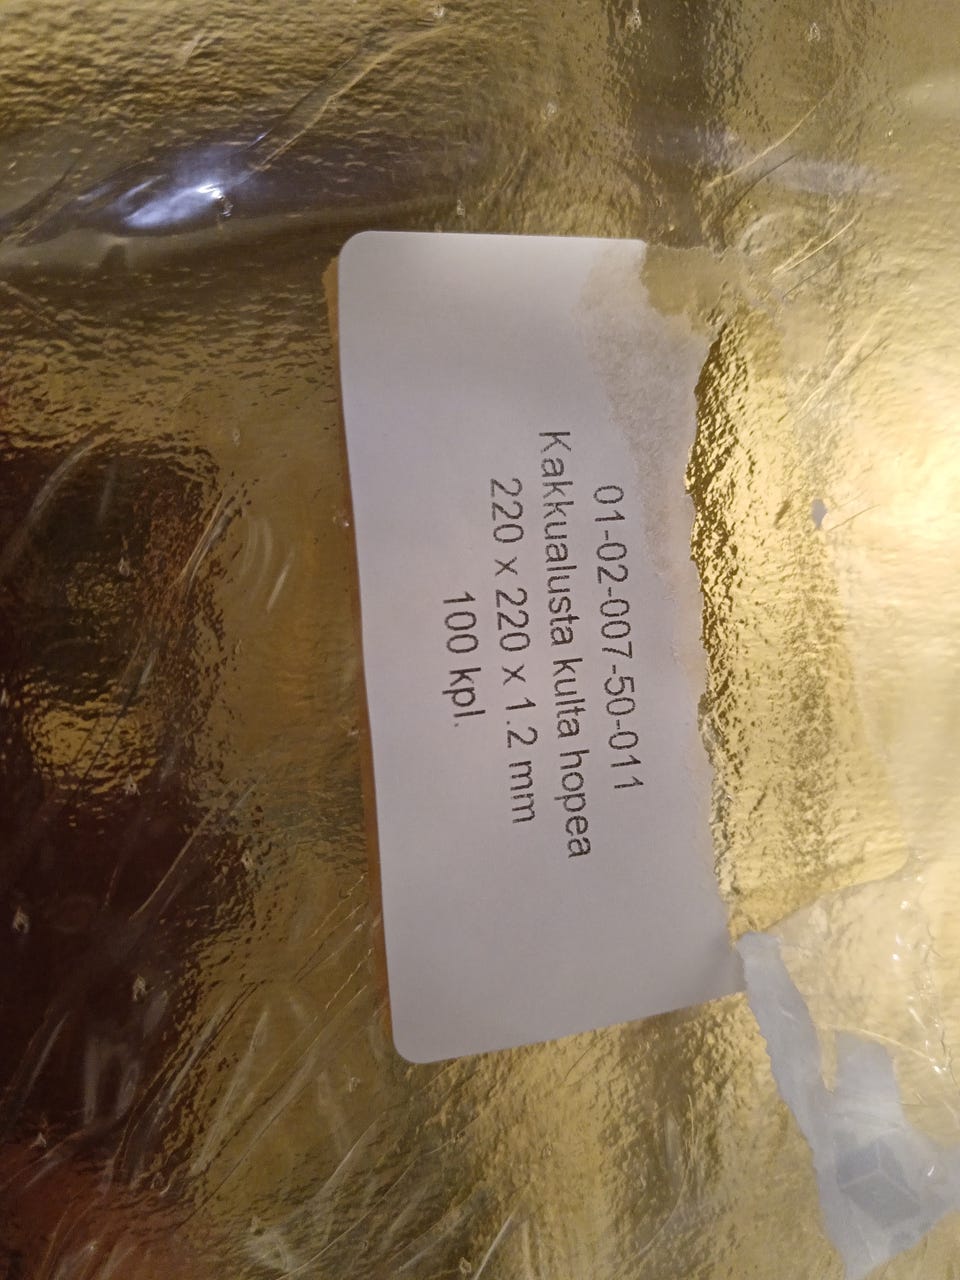 01-02-007-50-011
Kakkualusta kulta hopea
220 x 220 x 1.2 mm
100 kpl.